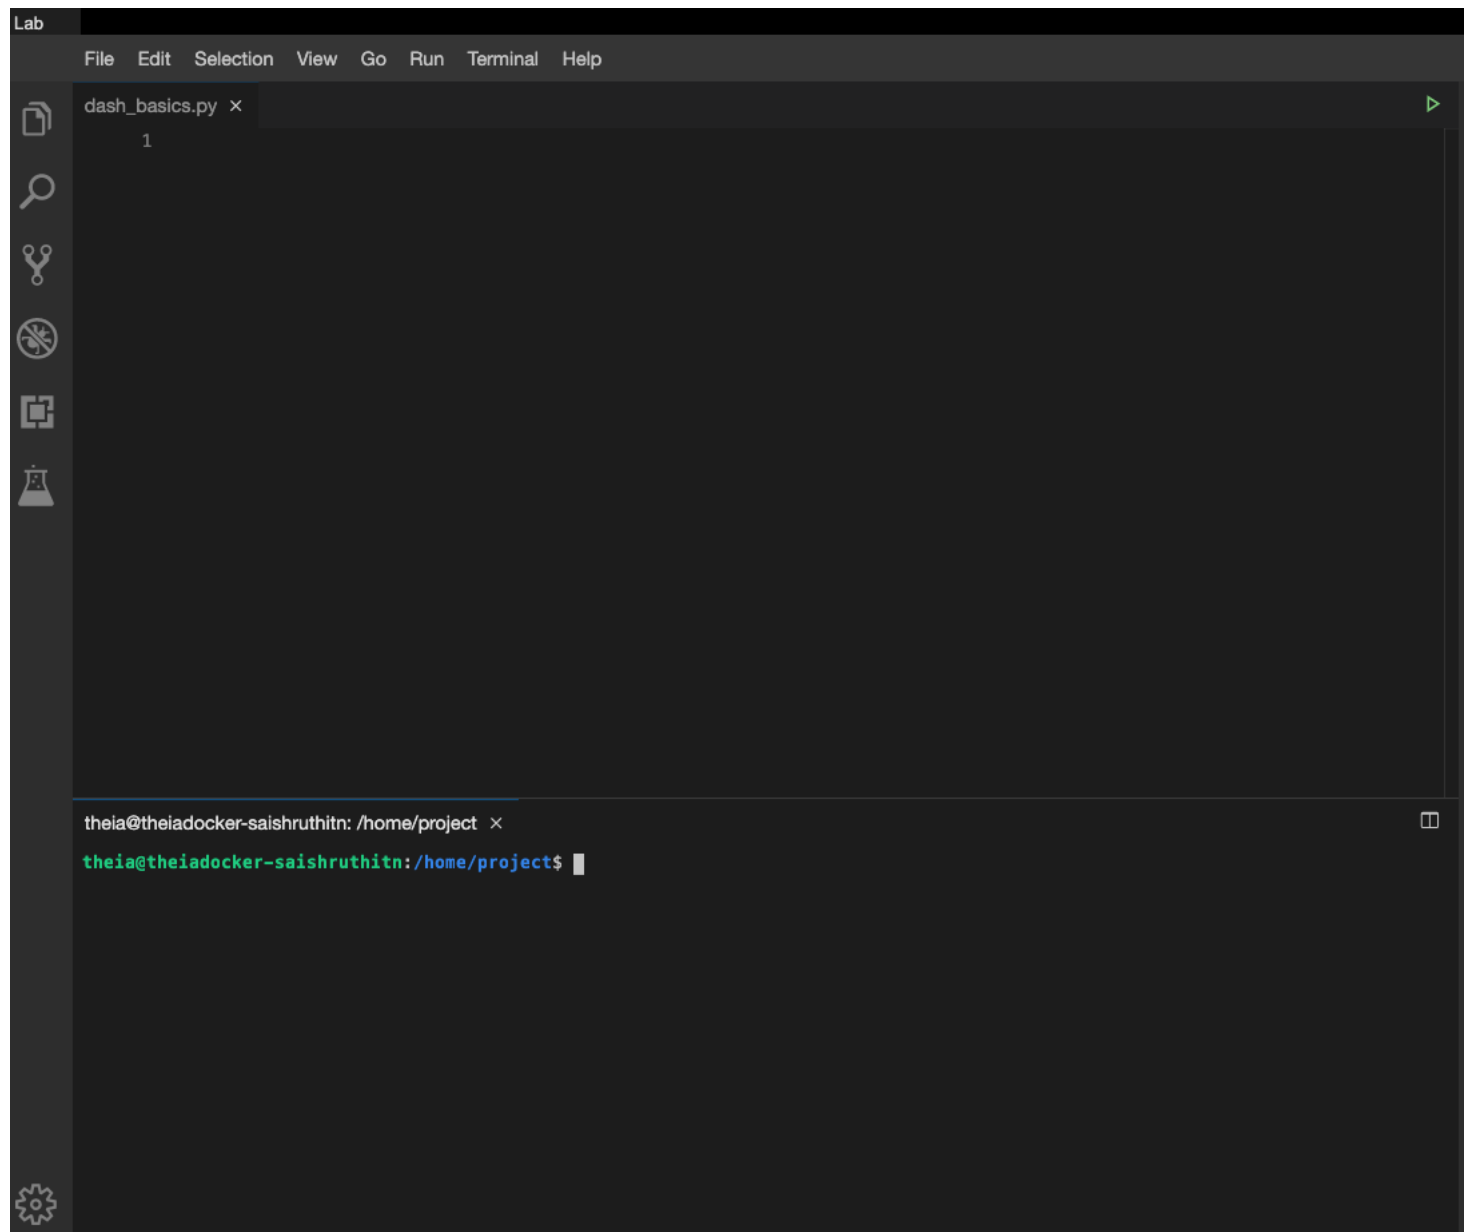 Lab
File Edit Selection View Go Run Terminal Help
dash_basics.py ×
1
theia@theiadocker-saishruthitn: /home/project ×
theia@theiadocker-saishruthitn:/home/project$